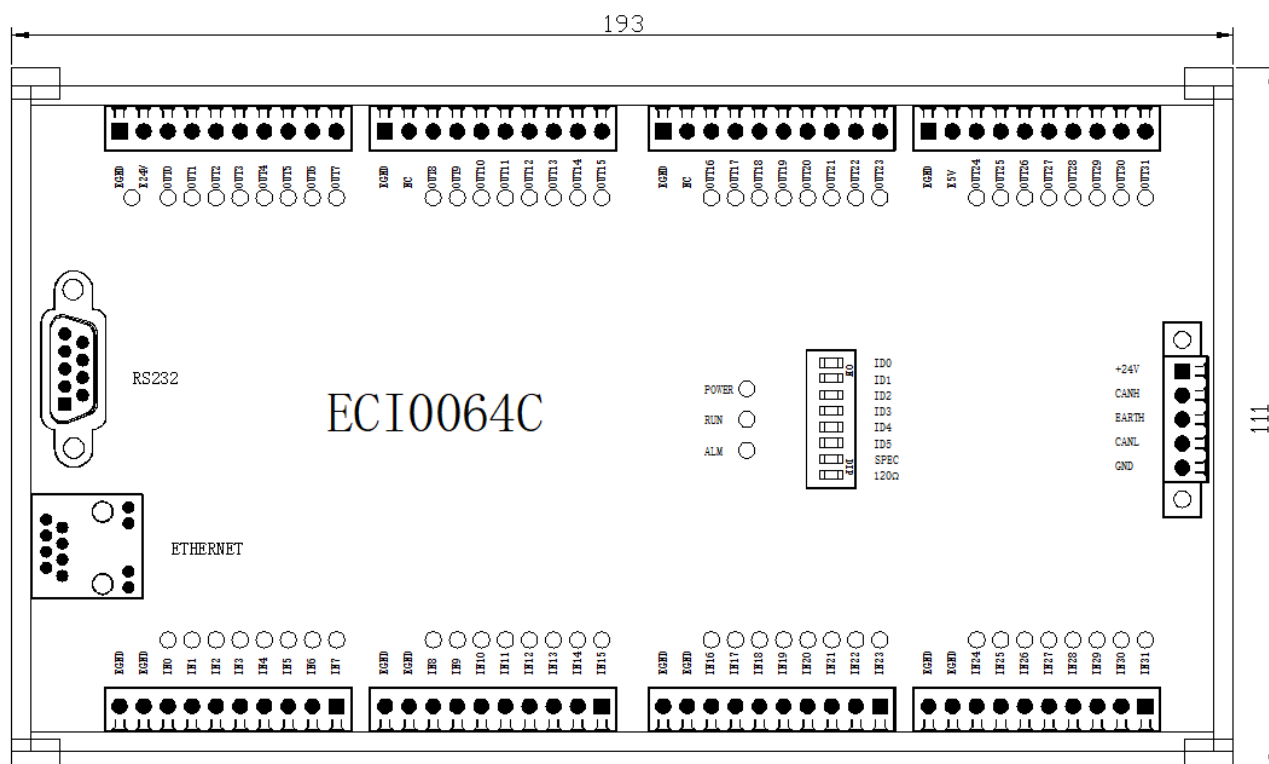 193
EGND E24V OUT0 OUT1 OUT2 OUT3 OUT4 OUT5 OUT6 OUT7
EGND NC OUT8 OUT9 OUT10 OUT11 OUT12 OUT13 OUT14 OUT15
EGND NC OUT16 OUT17 OUT18 OUT19 OUT20 OUT21 OUT22 OUT23
EGND E5V OUT24 OUT25 OUT26 OUT27 OUT28 OUT29 OUT30 OUT31
RS232
ECI0064C
POWER
RUN
ALM
ON
DIP
ID0
ID1
ID2
ID3
ID4
ID5
SPEC
120Ω
+24V
CANH
EARTH
CANL
GND
111
ETHERNET
EGND EGND IN0 IN1 IN2 IN3 IN4 IN5 IN6 IN7
EGND EGND IN8 IN9 IN10 IN11 IN12 IN13 IN14 IN15
EGND EGND IN16 IN17 IN18 IN19 IN20 IN21 IN22 IN23
EGND EGND IN24 IN25 IN26 IN27 IN28 IN29 IN30 IN31